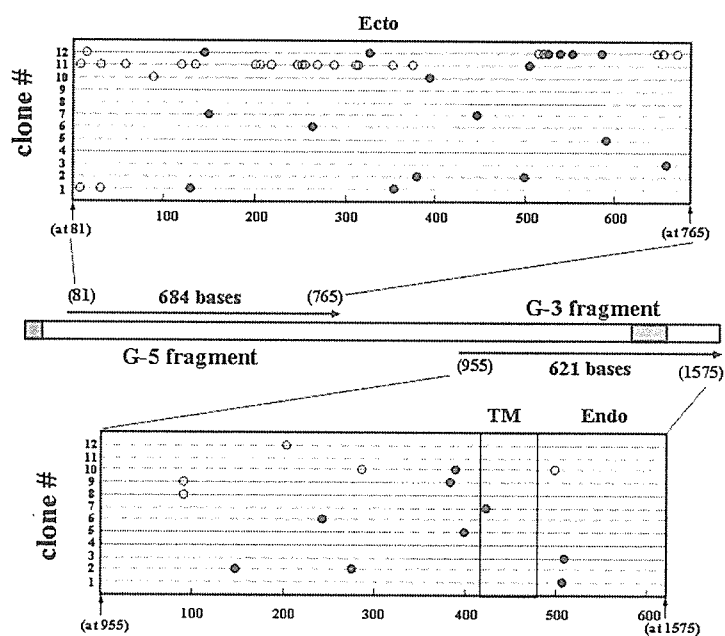 Ecto
clone #
12
11
10
9
8
7
6
5
4
3
2
1
100 200 300 400 500 600
(at 81) (at 765)
(81) 684 bases (765)
G-3 fragment
G-5 fragment
(955) 621 bases (1575)
TM Endo
clone #
12
11
10
9
8
7
6
5
4
3
2
1
100 200 300 400 500 600
(at 955) (at 1575)